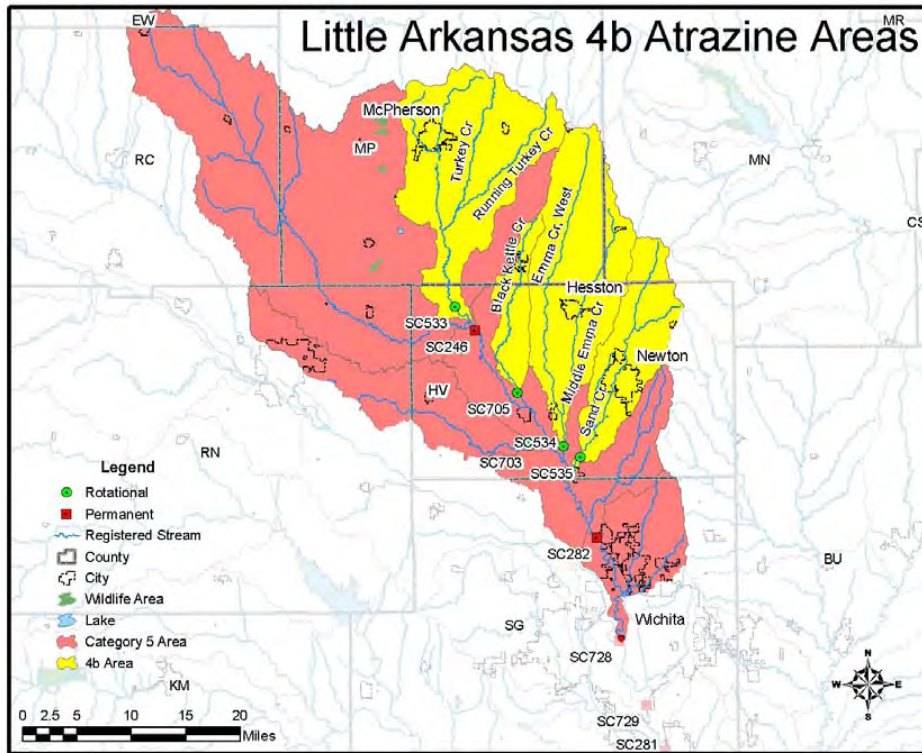 Little Arkansas 4b Atrazine Areas
EW
MR
McPherson
MP
RC
MN
CS
Turkey Cr
Running Turkey Cr
Black Kettle Cr
Emma Cr, West
Hesston
Middle Emma Cr
Newton
Sand Cr
SC533
SC246
HV
SC705
SC534
SC703
SC535
RN
SC282
BU
SG
Wichita
SC728
KM
SC729
SC281
Legend
Rotational
Permanent
Registered Stream
County
City
Wildlife Area
Lake
Category 5 Area
4b Area
0 2.5 5 10 15 20
Miles
N
W E
S